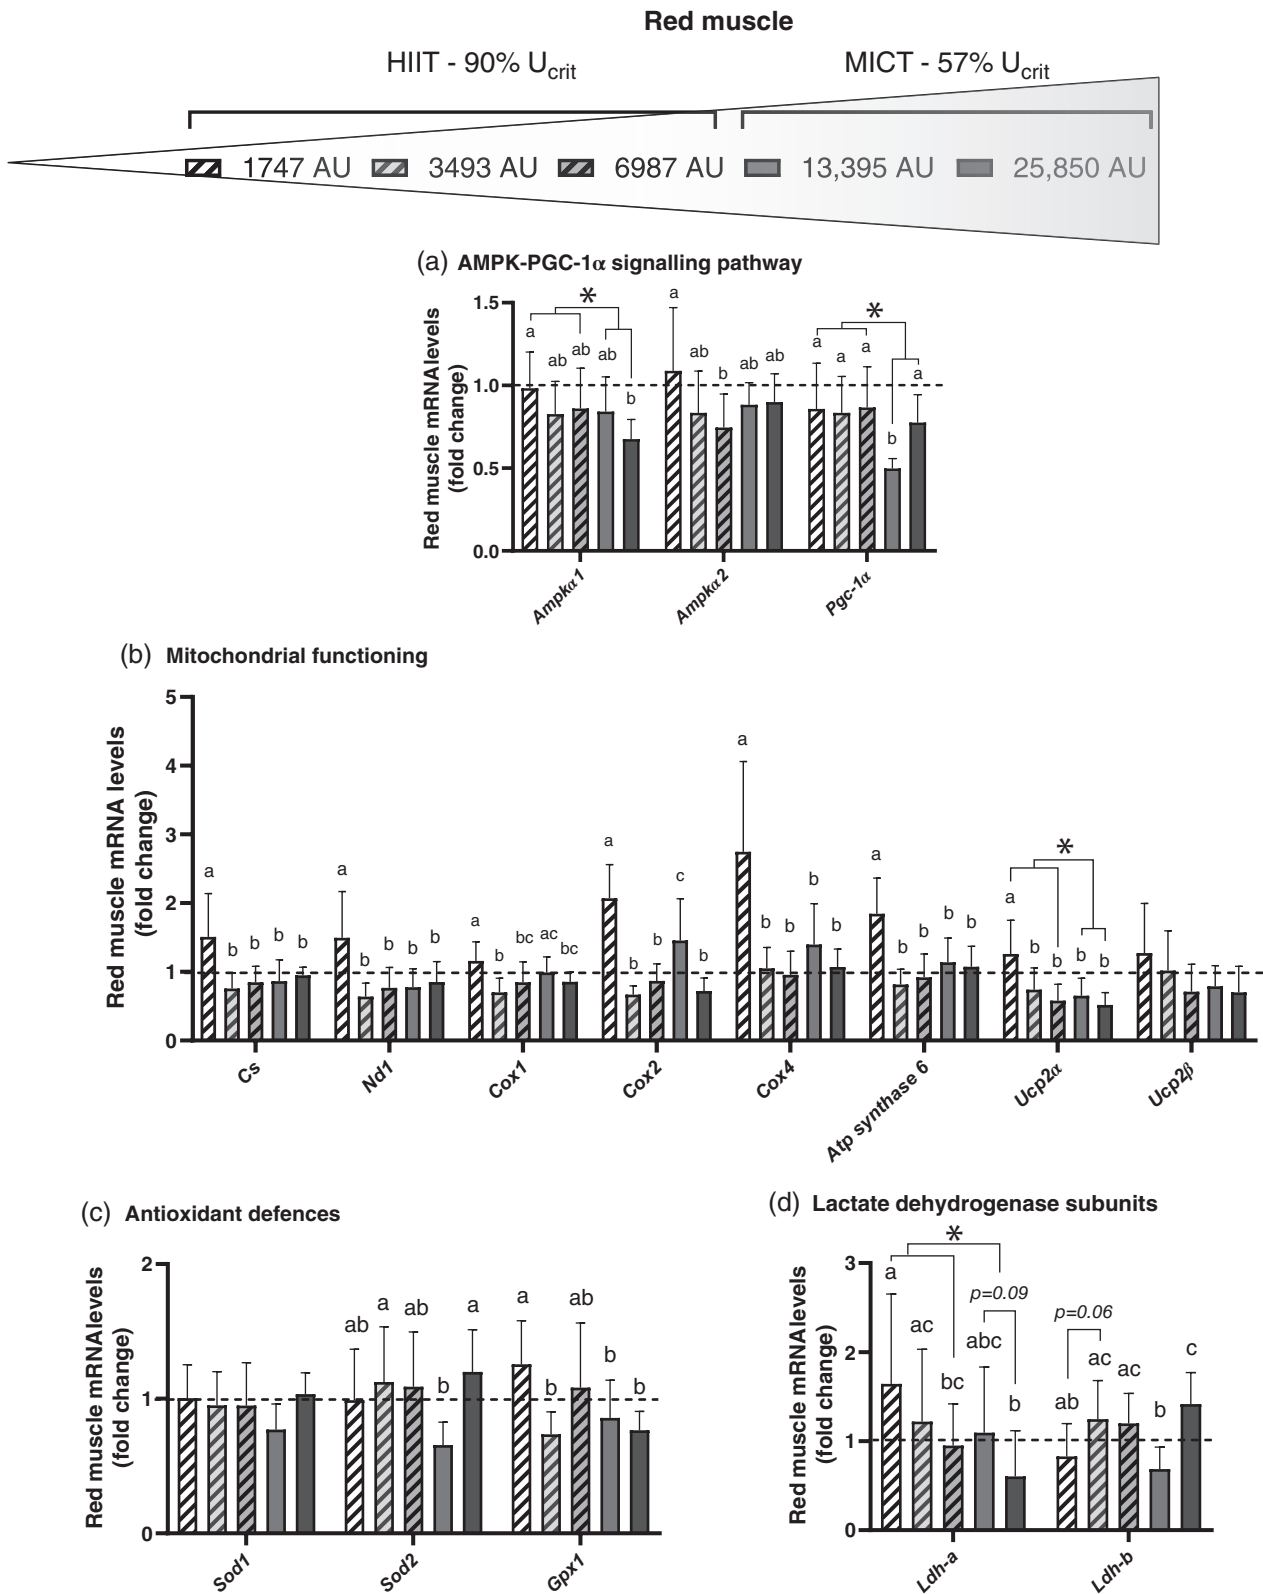 Red muscle
HIIT - 90% Ucrit
MICT - 57% Ucrit
1747 AU 3493 AU 6987 AU 13,395 AU 25,850 AU
(a) AMPK-PGC-1α signalling pathway
Red muscle mRNAlevels
(fold change)
1.5
1.0
0.5
0.0
a ab ab ab b
*
a ab b ab ab
a a a b a
*
Ampkα1
Ampkα2
Pgc-1α
(b) Mitochondrial functioning
Red muscle mRNA levels
(fold change)
5
4
3
2
1
0
a b b b b
a b b b b
a b bc ac bc
a b b c b
a b b b b
a b b b b
a b b b b
*
Cs
Nd1
Cox1
Cox2
Cox4
Atp synthase 6
Ucp2α
Ucp2β
(c) Antioxidant defences
Red muscle mRNAlevels
(fold change)
2
1
0
ab a ab b a
a b ab b b
Sod1
Sod2
Gpx1
(d) Lactate dehydrogenase subunits
Red muscle mRNAlevels
(fold change)
3
2
1
0
*
a ac bc abc b
p=0.09
p=0.06
ab ac ac b c
Ldh-a
Ldh-b